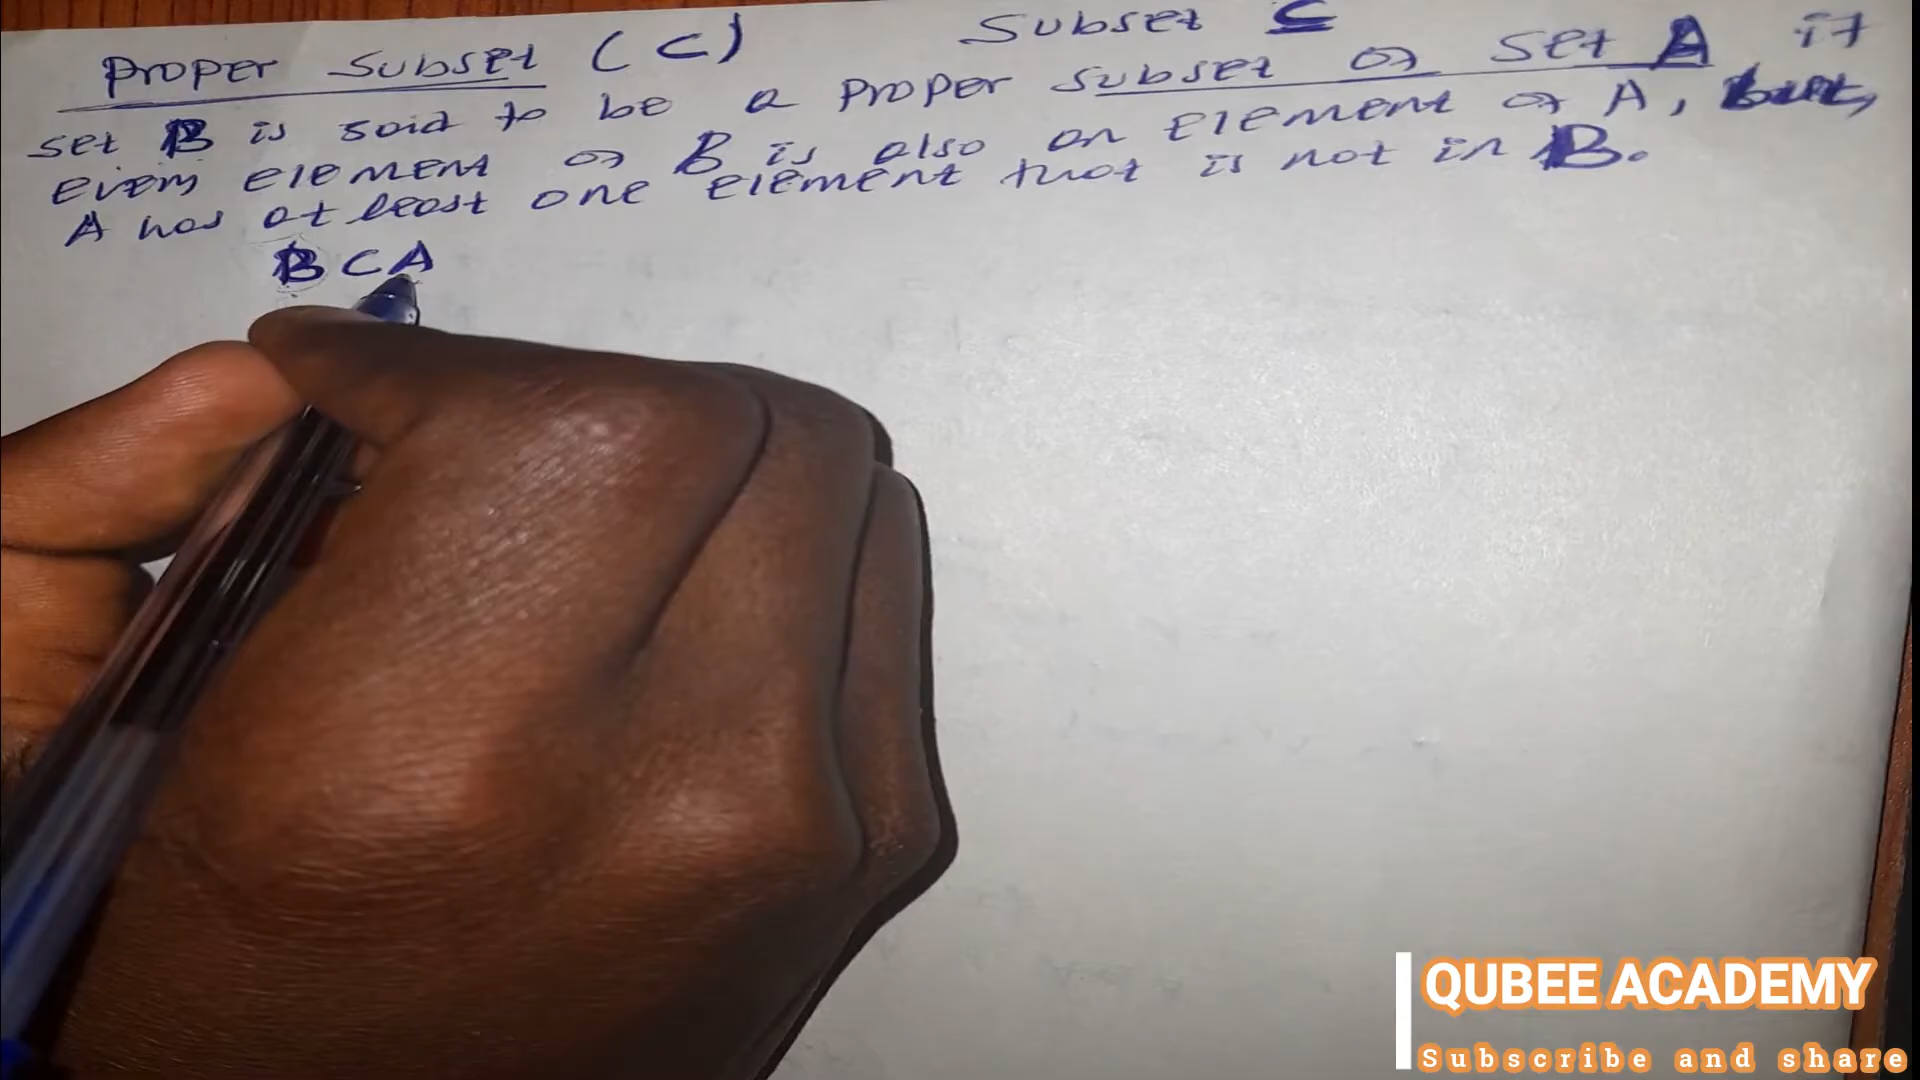 Proper Subset (⊂) Subset ⊆
set B is said to be a proper subset of set A if
every element of B is also an element of A, But,
A has at least one element that is not in B.
B ⊂ A
QUBEE ACADEMY
Subscribe and share